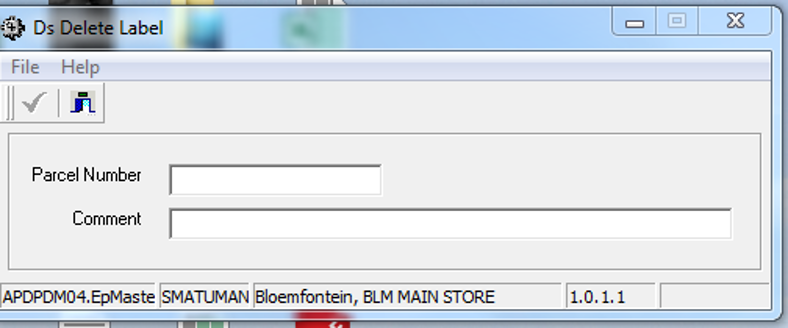 Ds Delete Label
File Help
Parcel Number
Comment
APDPDM04.EpMaste SMATUMAN Bloemfontein, BLM MAIN STORE 1.0.1.1